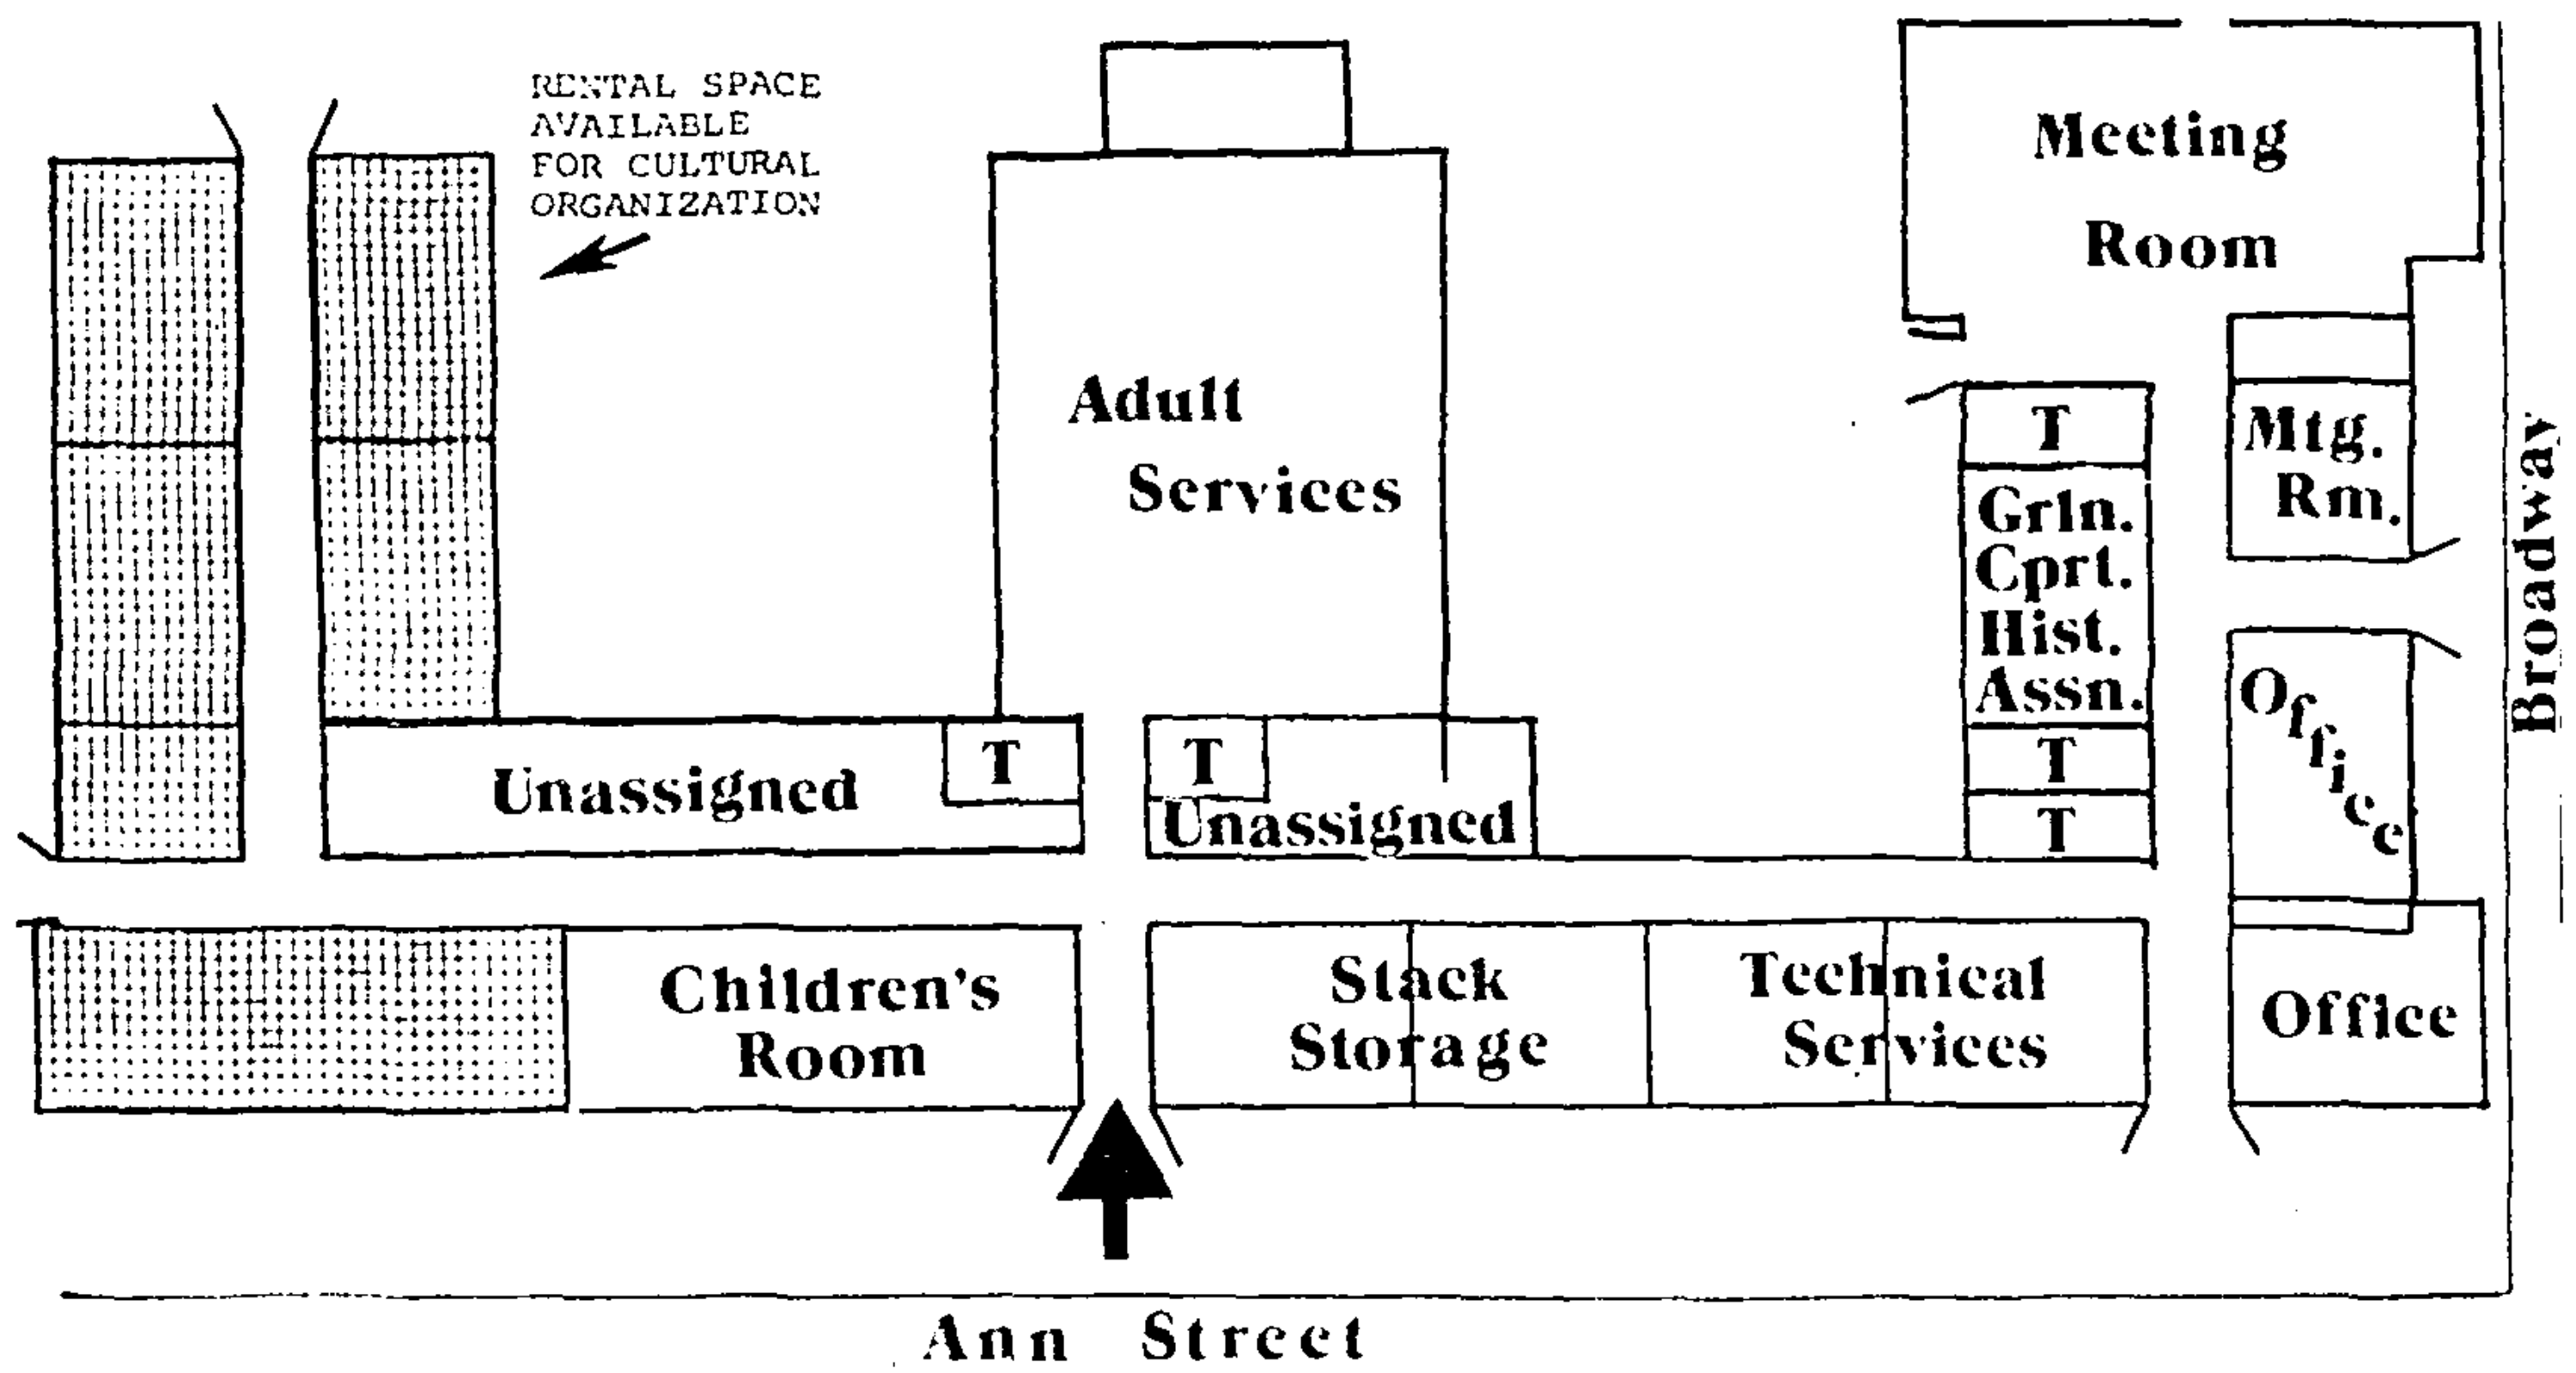 RENTAL SPACE
AVAILABLE
FOR CULTURAL
ORGANIZATION
Meeting
Room
Adult
Services
T
Mtg.
Rm.
Grln.
Cprt.
Hist.
Assn.
Broadway
Office
T
T
T
T
Unassigned
Unassigned
Children's
Room
Stack
Storage
Technical
Services
Office
Ann Street